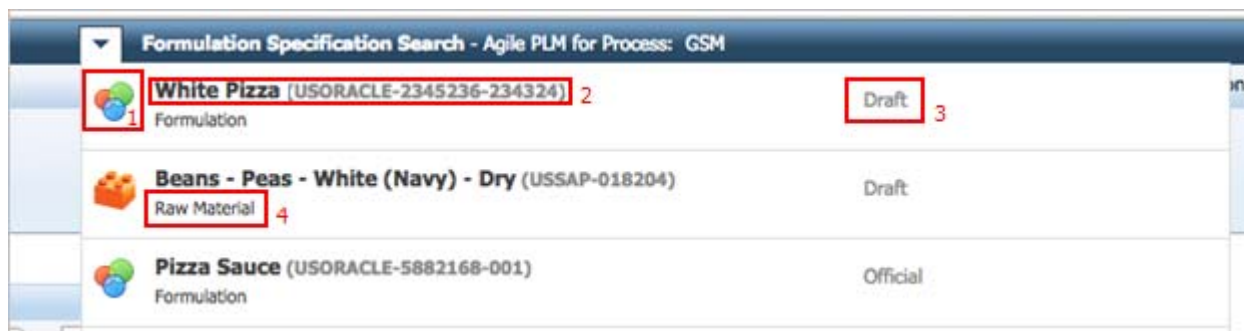 Formulation Specification Search - Agile PLM for Process: GSM
White Pizza (USORACLE-2345236-234324) 2
Draft 3
1
Formulation
Beans - Peas - White (Navy) - Dry (USSAP-018204)
Draft
Raw Material 4
Pizza Sauce (USORACLE-5882168-001)
Official
Formulation